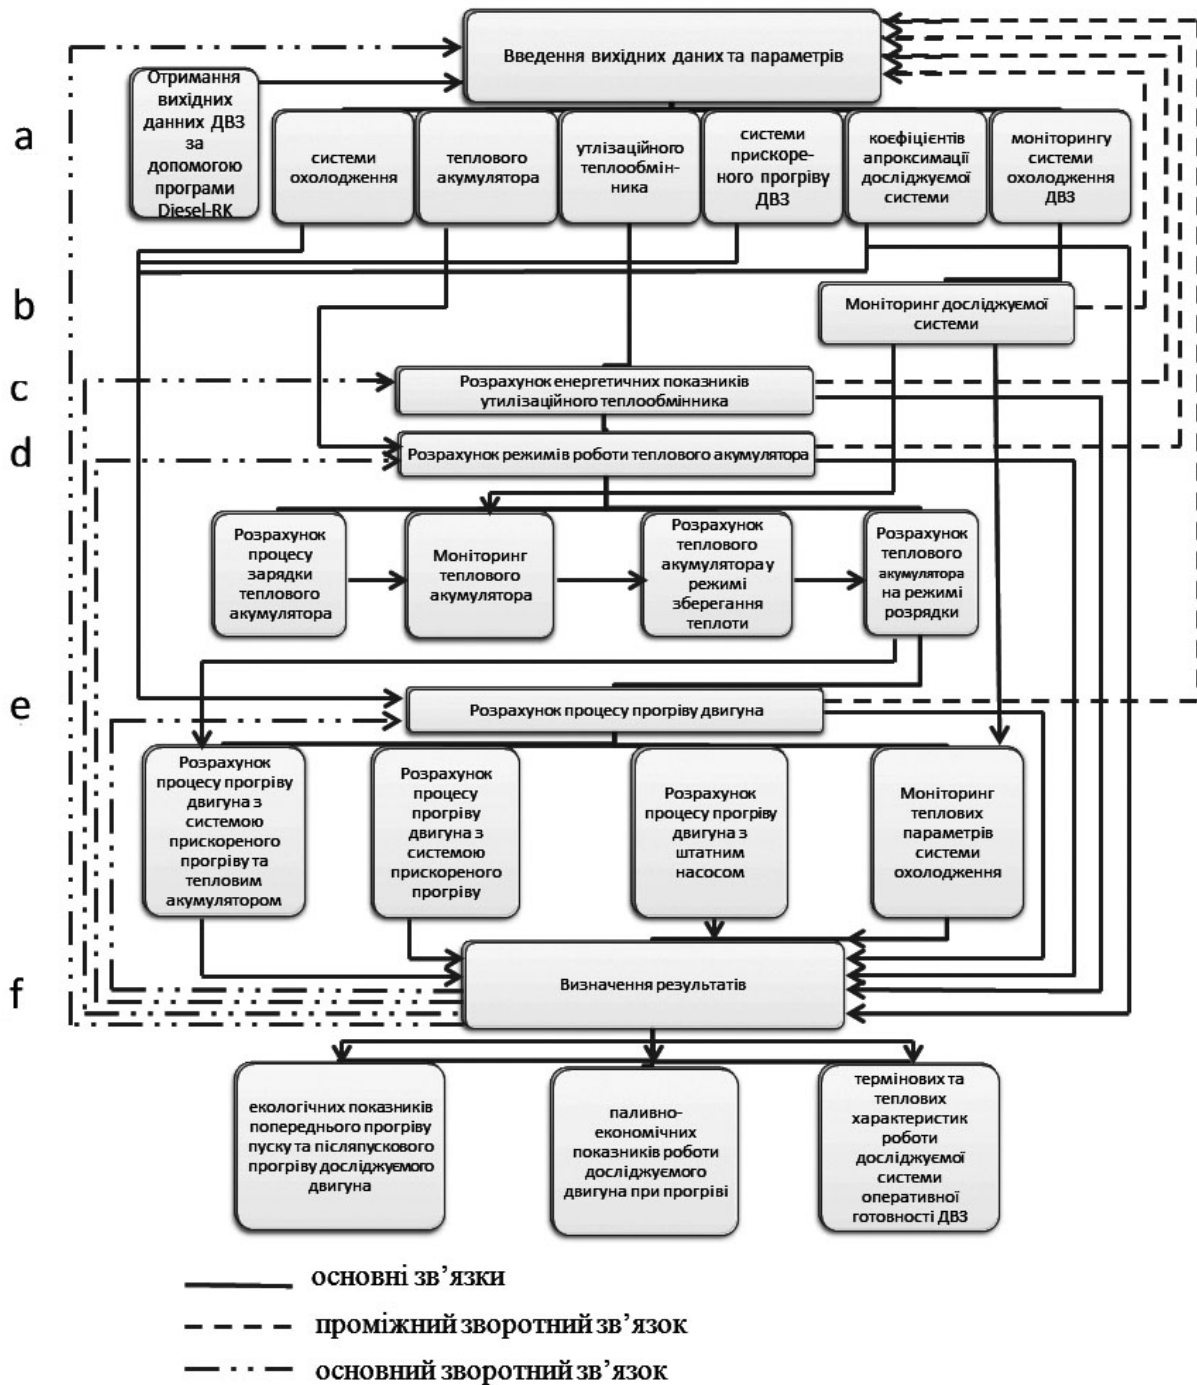 Введення вихідних даних та параметрів
Отримання
вихідних
данних ДВЗ
за
допомогою
програми
Diesel-RK
a
системи
охолодження
теплового
акумулятора
утлізаційного
теплообмін-
ника
системи
прискоре-
ного прогріву
ДВЗ
коефіцієнтів
апроксимації
досліджуємої
системи
моніторингу
системи
охолодження
ДВЗ
b
Моніторинг досліджуємої
системи
c
Розрахунок енергетичних показників
утилізаційного теплообмінника
d
Розрахунок режимів роботи теплового акумулятора
Розрахунок
процесу
зарядки
теплового
акумулятора
Моніторинг
теплового
акумулятора
Розрахунок
теплового
акумулятора у
режимі
зберегання
теплоти
Розрахунок
теплового
акумулятора
на режимі
розрядки
e
Розрахунок процесу прогріву двигуна
Розрахунок
процесу прогріву
двигуна з
системою
прискореного
прогріву та
тепловим
акумулятором
Розрахунок
процесу
прогріву
двигуна з
системою
прискореного
прогріву
Розрахунок
процесу прогріву
двигуна з
штатним
насосом
Моніторинг
теплових
параметрів
системи
охолодження
f
Визначення результатів
екологічних показників
попереднього прогріву
пуску та післяпускового
прогріву досліджуємого
двигуна
паливно-
економічних
показників роботи
досліджуємого
двигуна при прогріві
термінових та
теплових
характеристик
роботи
досліджуємої
системи
оперативної
готовності ДВЗ
основні зв’язки
проміжний зворотний зв’язок
основний зворотний зв’язок